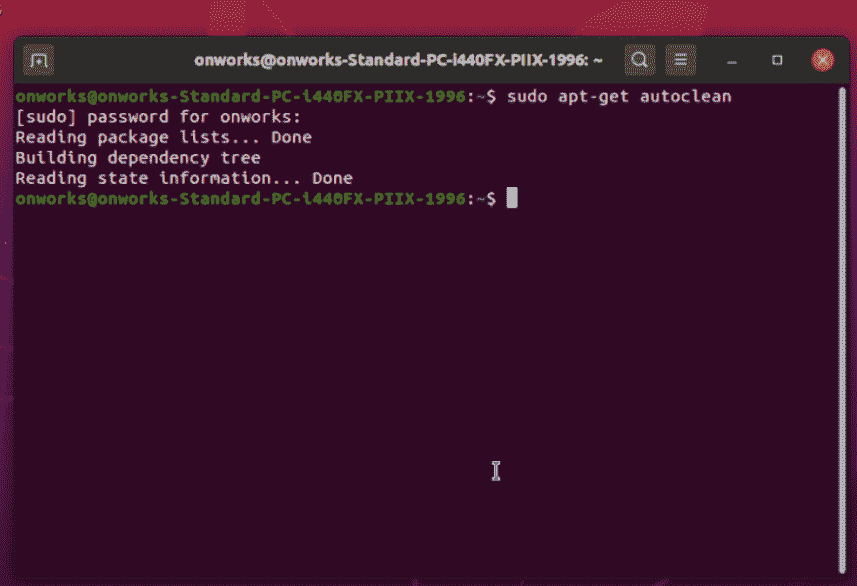 onworks@onworks-Standard-PC-i440FX-PIIX-1996: ~
onworks@onworks-Standard-PC-i440FX-PIIX-1996:~$ sudo apt-get autoclean
[sudo] password for onworks:
Reading package lists... Done
Building dependency tree
Reading state information... Done
onworks@onworks-Standard-PC-i440FX-PIIX-1996:~$